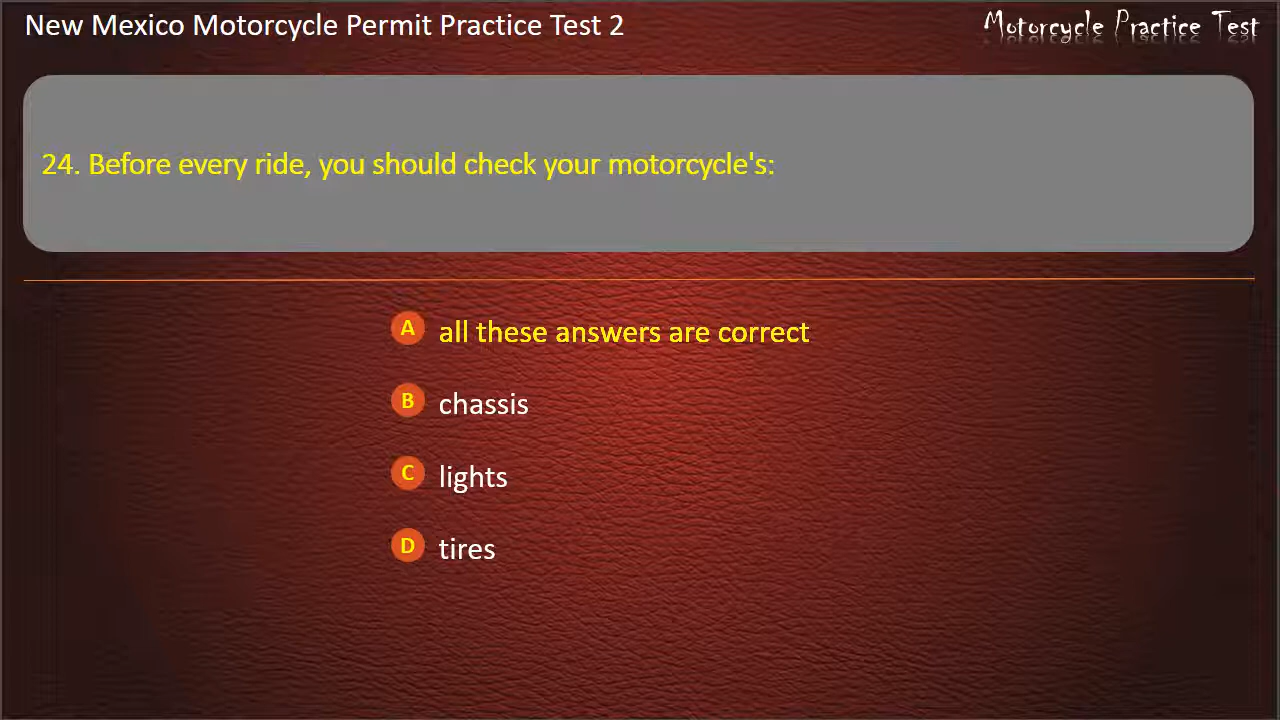 New Mexico Motorcycle Permit Practice Test 2
Motorcycle Practice Test
24. Before every ride, you should check your motorcycle's:
A all these answers are correct
B chassis
C lights
D tires